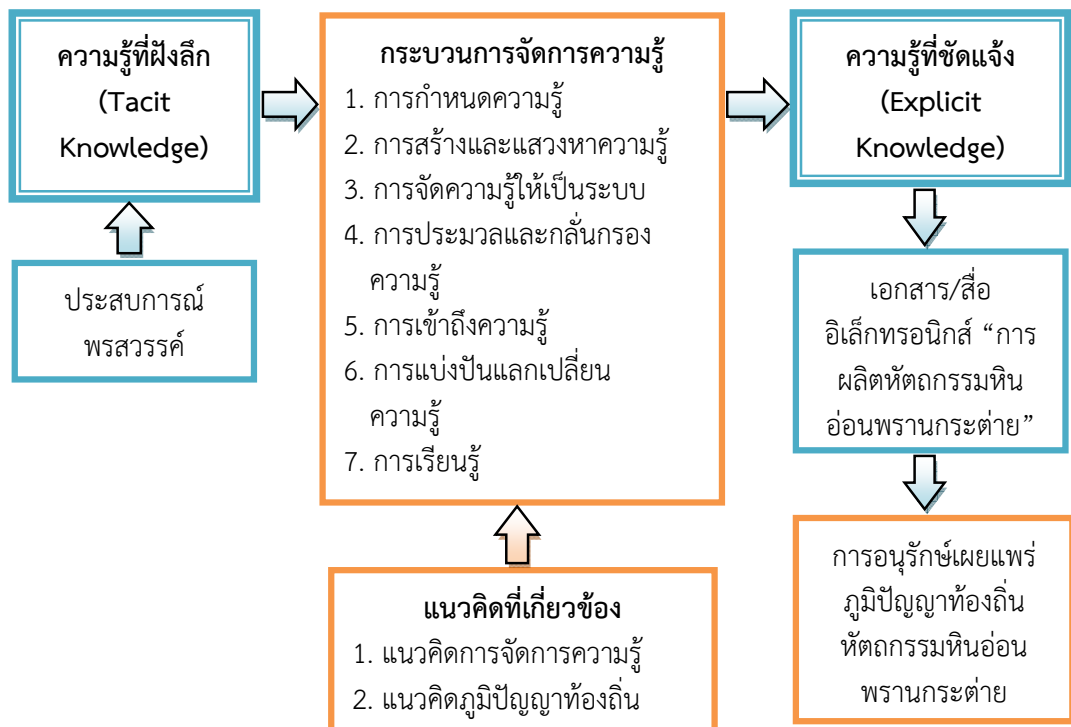 ความรู้ที่ฝังลึก
(Tacit
Knowledge)
ประสบการณ์
พรสวรรค์
กระบวนการจัดการความรู้
1. การกำหนดความรู้
2. การสร้างและแสวงหาความรู้
3. การจัดความรู้ให้เป็นระบบ
4. การประมวลและกลั่นกรอง
ความรู้
5. การเข้าถึงความรู้
6. การแบ่งปันแลกเปลี่ยน
ความรู้
7. การเรียนรู้
แนวคิดที่เกี่ยวข้อง
1. แนวคิดการจัดการความรู้
2. แนวคิดภูมิปัญญาท้องถิ่น
ความรู้ที่ชัดแจ้ง
(Explicit
Knowledge)
เอกสาร/สื่อ
อิเล็กทรอนิกส์ “การ
ผลิตหัตถกรรมหิน
อ่อนพรานกระต่าย”
การอนุรักษ์เผยแพร่
ภูมิปัญญาท้องถิ่น
หัตถกรรมหินอ่อน
พรานกระต่าย